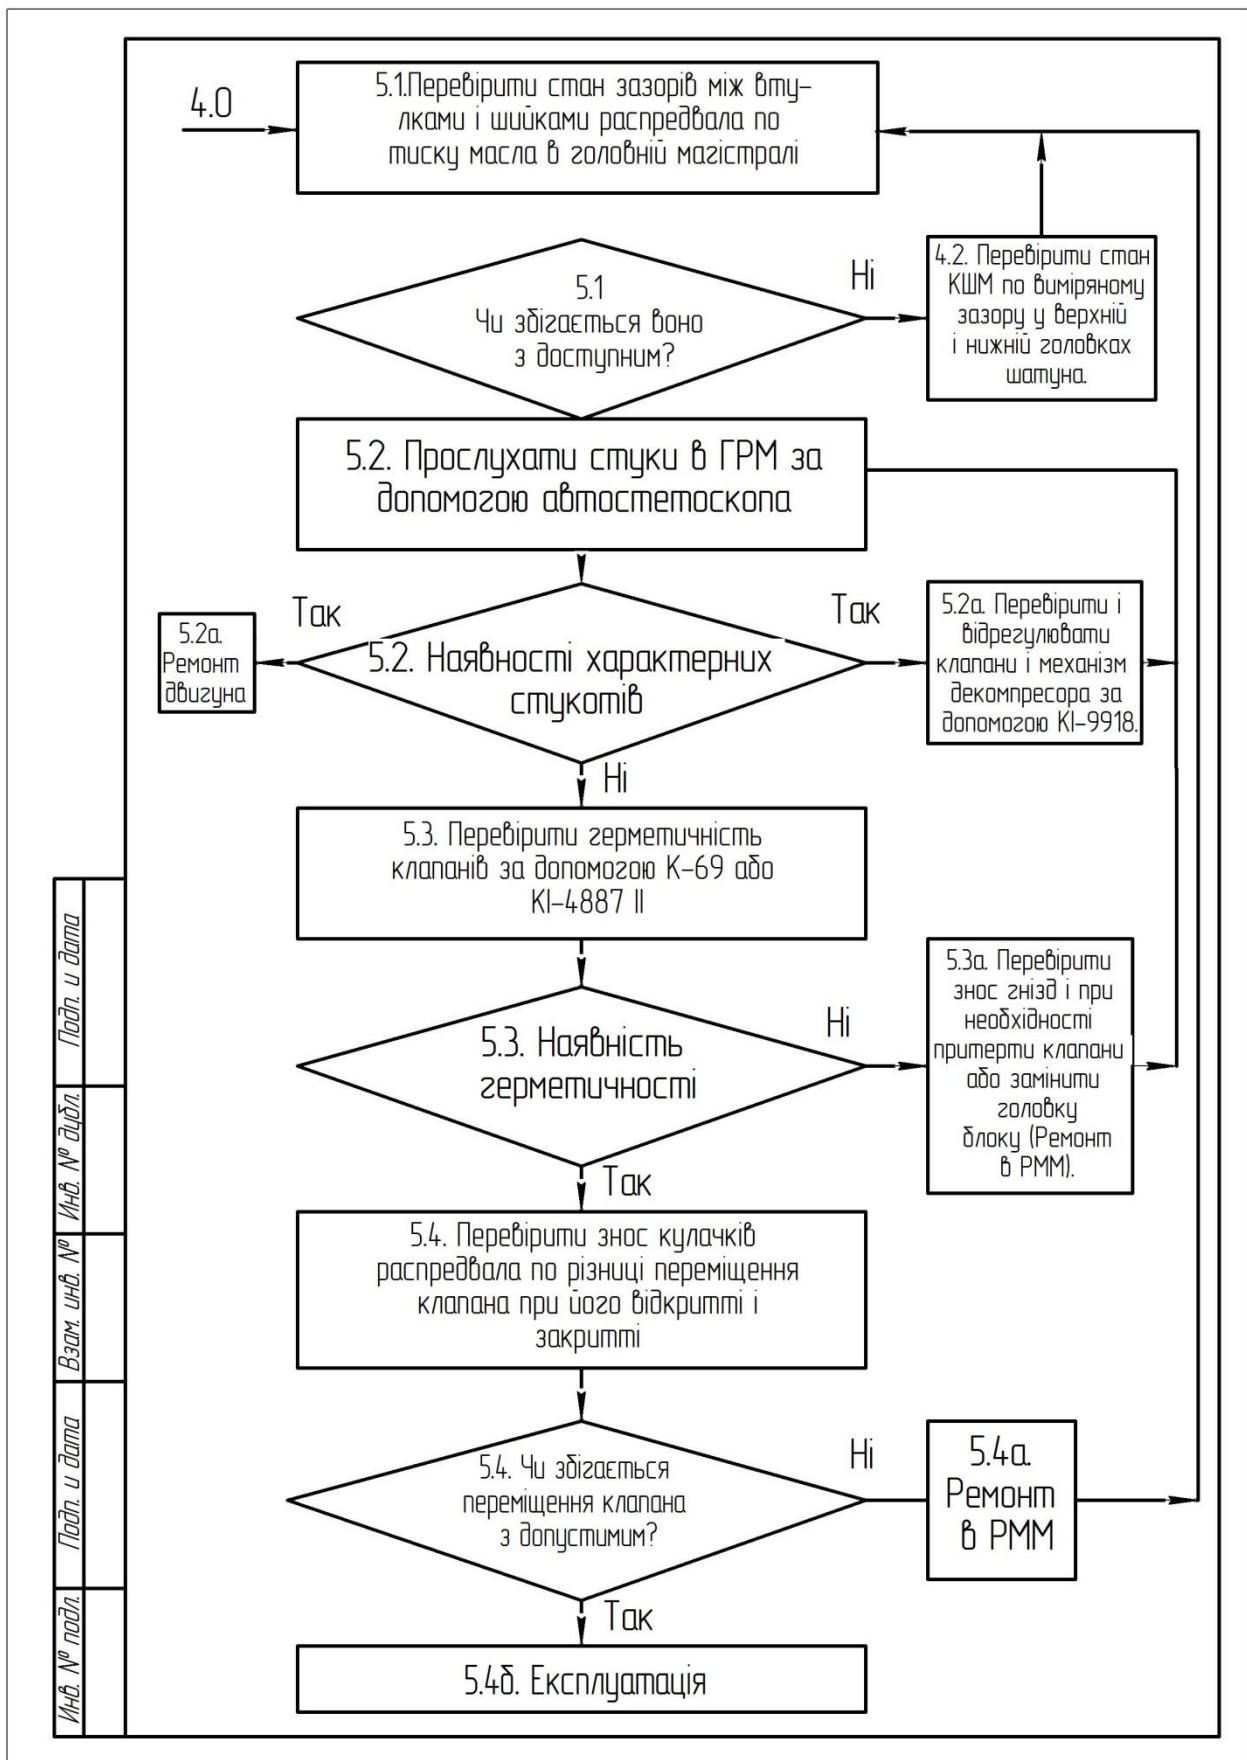 4.0
5.1.Перевірити стан зазорів між вту-
лками і шийками распредвала по
тиску масла в головній магістралі
5.1
Чи збігається воно
з доступним?
Ні
4.2. Перевірити стан
КШМ по виміряному
зазору у верхній
і нижній головках
шатуна.
5.2. Прослухати стуки в ГРМ за
допомогою автостетоскопа
Так
5.2а.
Ремонт
двигуна
5.2. Наявності характерних
стукотів
Так
5.2а. Перевірити і
відрегулювати
клапани і механізм
декомпресора за
допомогою КІ-9918.
Ні
5.3. Перевірити герметичність
клапанів за допомогою К-69 або
КІ-4887 ІІ
5.3. Наявність
герметичності
Ні
5.3а. Перевірити
знос гнізд і при
необхідності
притерти клапани
або замінити
головку
блоку (Ремонт
в РММ).
Так
5.4. Перевірити знос кулачків
распредвала по різниці переміщення
клапана при його відкритті і
закритті
5.4. Чи збігається
переміщення клапана
з допустимим?
Ні
5.4а.
Ремонт
в РММ
Так
5.4б. Експлуатація
Подп. и дата
Инв. № дубл.
Взам. инв. №
Подп. и дата
Инв. № подл.